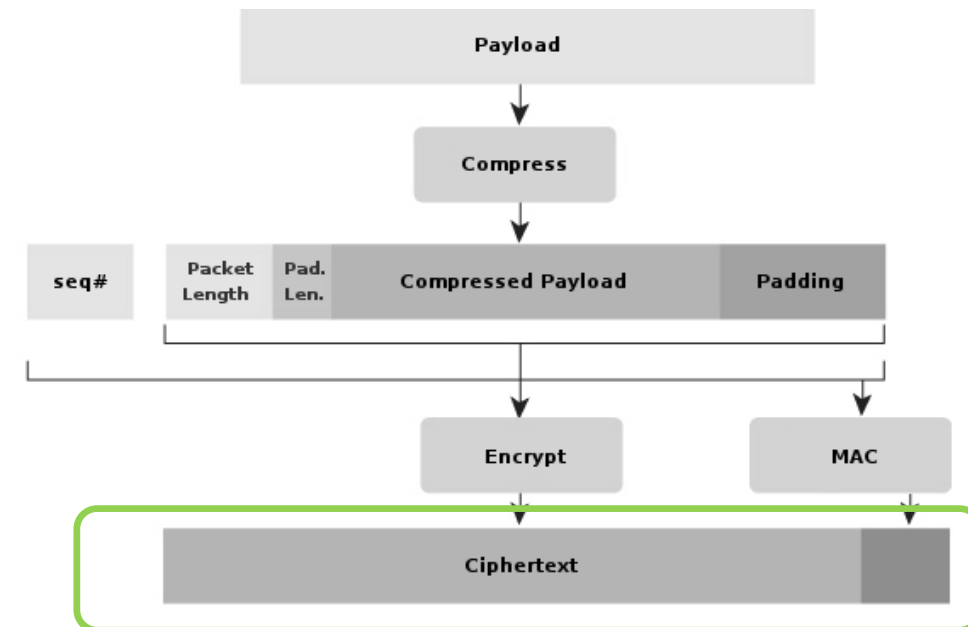 Payload
Compress
seq#
Packet
Length
Pad.
Len.
Compressed Payload
Padding
Encrypt
MAC
Ciphertext